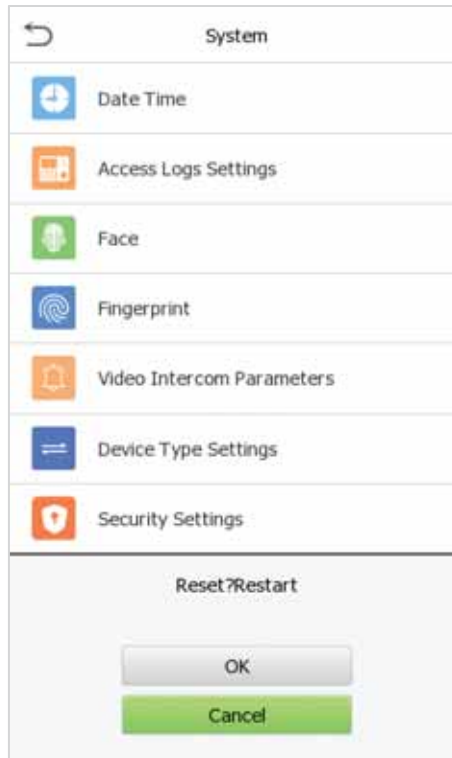 System
Date Time
Access Logs Settings
Face
Fingerprint
Video Intercom Parameters
Device Type Settings
Security Settings
Reset?Restart
OK
Cancel